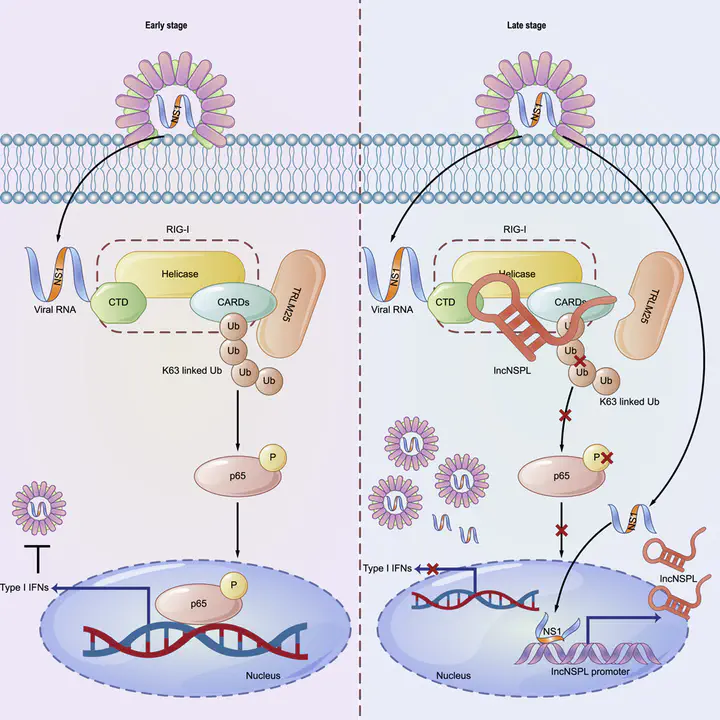 Early stage
NS1
RIG-I
Helicase
CTD
CARDs
TRLM25
NS1
Viral RNA
Ub
Ub
Ub
Ub
K63 linked Ub
P
p65
Type I IFNs
P
p65
Nucleus
Late stage
NS1
RIG-I
Helicase
CTD
CARDs
TRLM25
NS1
Viral RNA
Ub
Ub
Ub
Ub
lncNSPL
K63 linked Ub
P
p65
NS1
lncNSPL
Type I IFNs
NS1
lncNSPL promoter
Nucleus